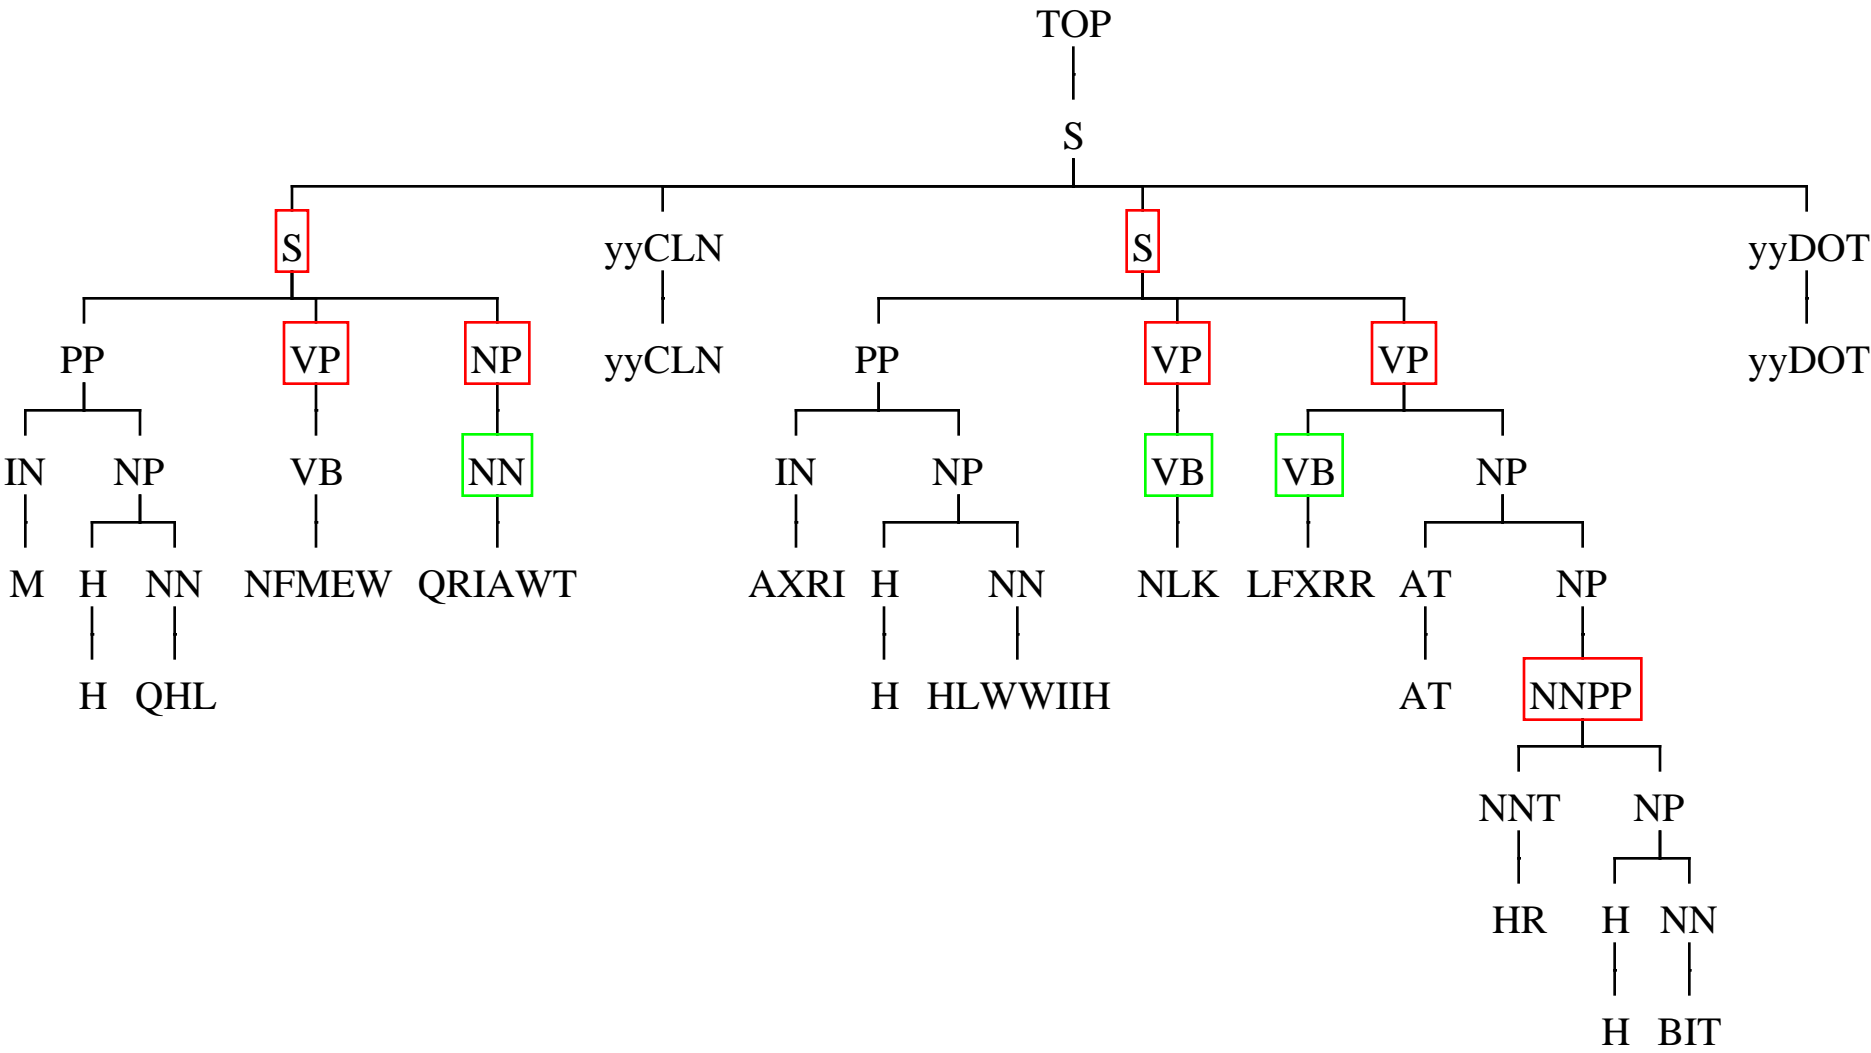 TOP
S
S yyCLN S yyDOT
PP VP NP yyCLN PP VP VP yyDOT
IN NP VB NN IN NP VB VB NP
M H NN NFMEW QRIAWT AXRI H NN NLK LFXRR AT NP
H QHL H HLWWIIH AT NNPP
NNT NP
HR H NN
H BIT